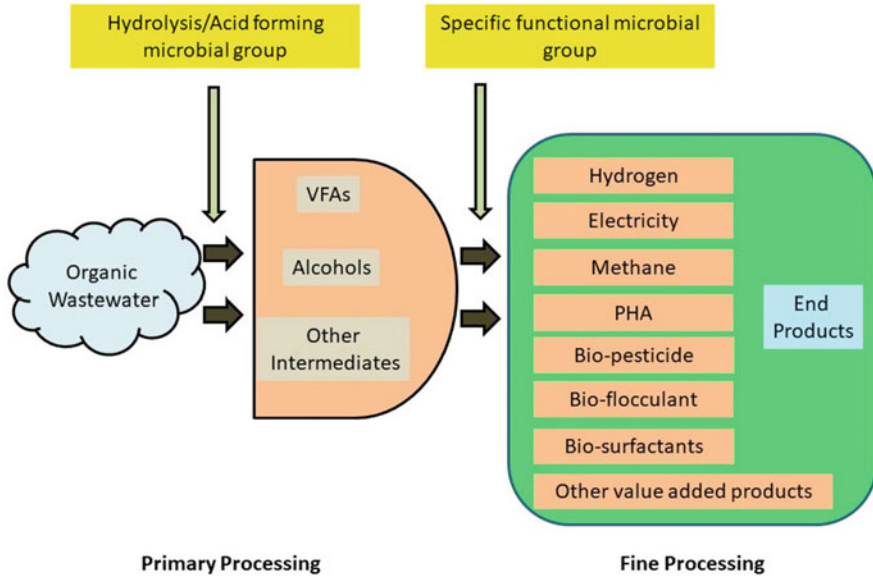 Hydrolysis/Acid forming
microbial group
Specific functional microbial
group
Organic
Wastewater
VFAs
Alcohols
Other
Intermediates
Hydrogen
Electricity
Methane
PHA
Bio-pesticide
Bio-flocculant
Bio-surfactants
Other value added products
End
Products
Primary Processing
Fine Processing